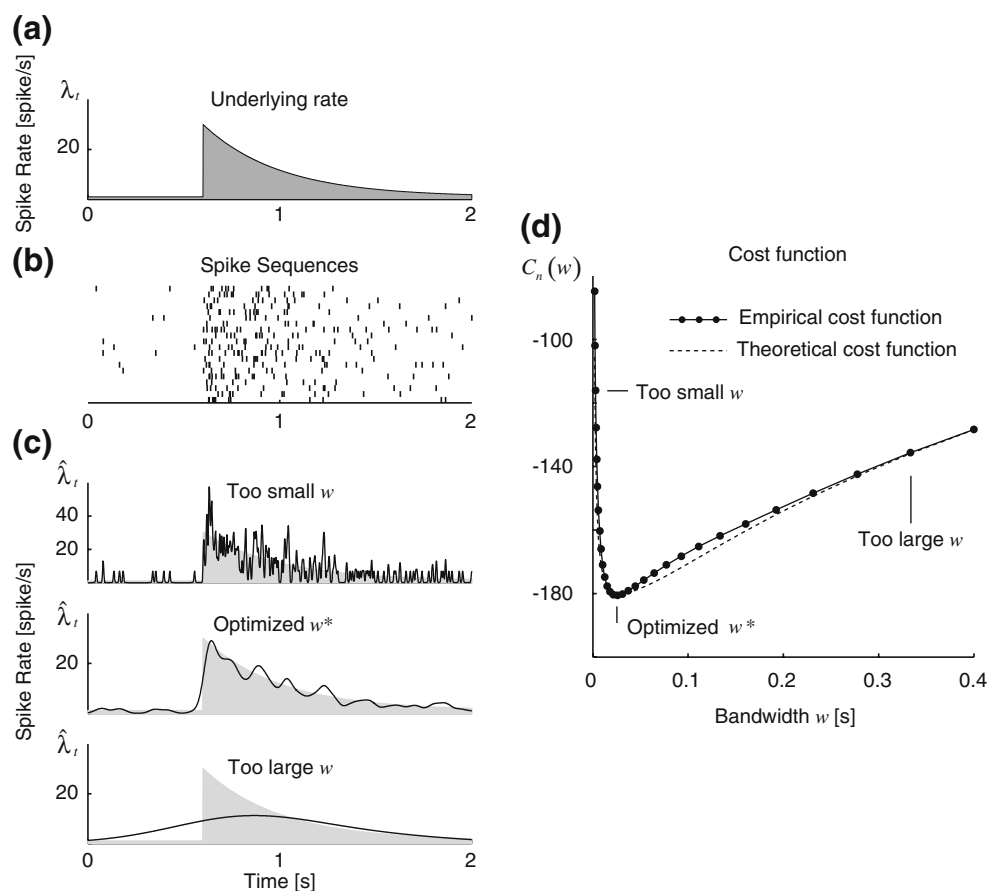 (a)
Spike Rate [spike/s]
λ̂ t
Underlying rate
20
0 1 2
(b)
Spike Sequences
0 1 2
(c)
Spike Rate [spike/s]
λ̂ t
Too small w
40
20
λ̂ t
Optimized w*
20
λ̂ t
Too large w
20
0 1 2
Time [s]
(d)
Cost function
C n (w)
Empirical cost function
Theoretical cost function
-100
Too small w
-140
Too large w
-180
Optimized w*
0 0.1 0.2 0.3 0.4
Bandwidth w [s]